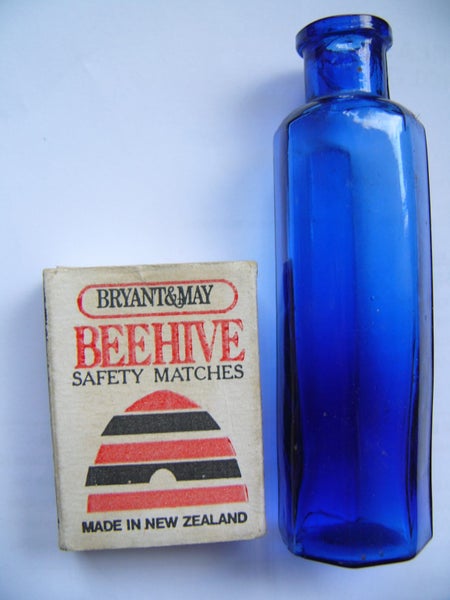 BRYANT&MAY
BEEHIVE
SAFETY MATCHES
MADE IN NEW ZEALAND